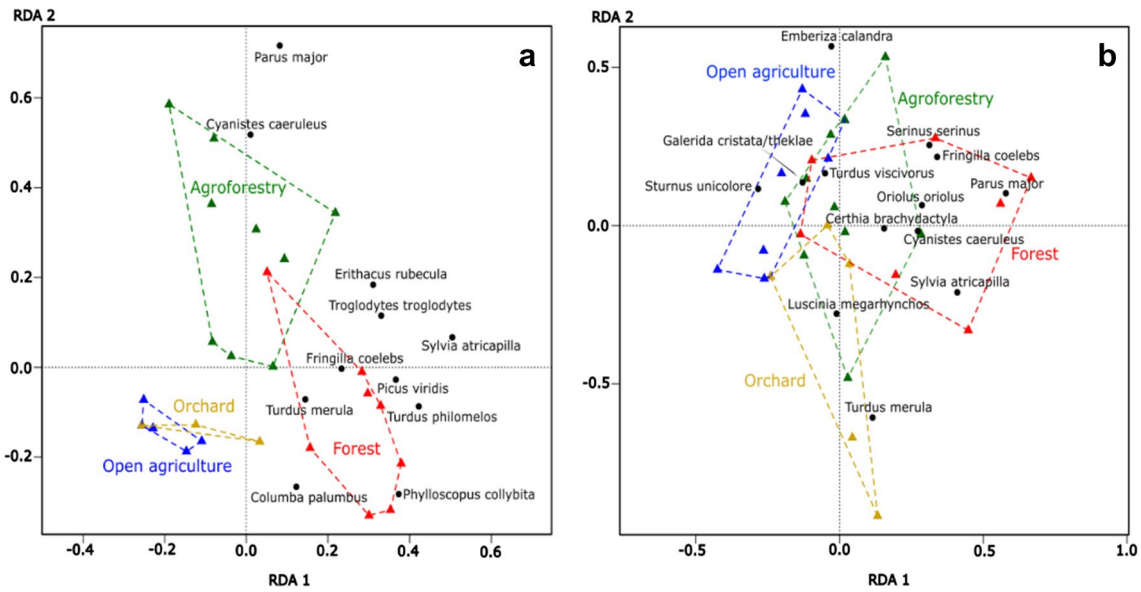 RDA 2
a
Parus major
0.6
Cyanistes caeruleus
0.4
Agroforestry
0.2
Erithacus rubecula
Troglodytes troglodytes
Sylvia atricapilla
Fringilla coelebs
0.0
Picus viridis
Turdus merula
Turdus philomelos
Orchard
Forest
-0.2
Open agriculture
Columba palumbus
Phylloscopus collybita
-0.4 -0.2 0.0 0.2 0.4 0.6
RDA 1
RDA 2
b
Emberiza calandra
0.5
Open agriculture
Agroforestry
Serinus serinus
Galerida cristata/theklae
Fringilla coelebs
Turdus viscivorus
Sturnus unicolore
Parus major
Oriolus oriolus
Certhia brachydactyla
0.0
Cyanistes caeruleus
Forest
Sylvia atricapilla
Luscinia megarhynchos
Orchard
-0.5
Turdus merula
-0.5 0.0 0.5 1.0
RDA 1